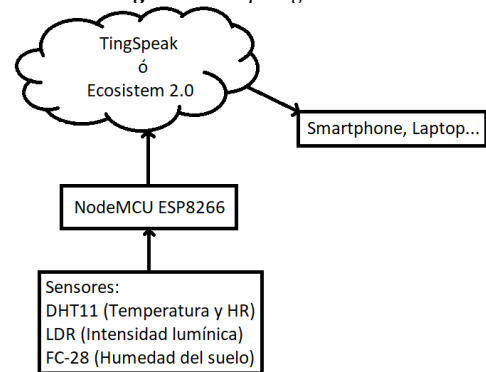 TingSpeak
ó
Ecosistem 2.0
Smartphone, Laptop...
NodeMCU ESP8266
Sensores:
DHT11 (Temperatura y HR)
LDR (Intensidad lumínica)
FC-28 (Humedad del suelo)